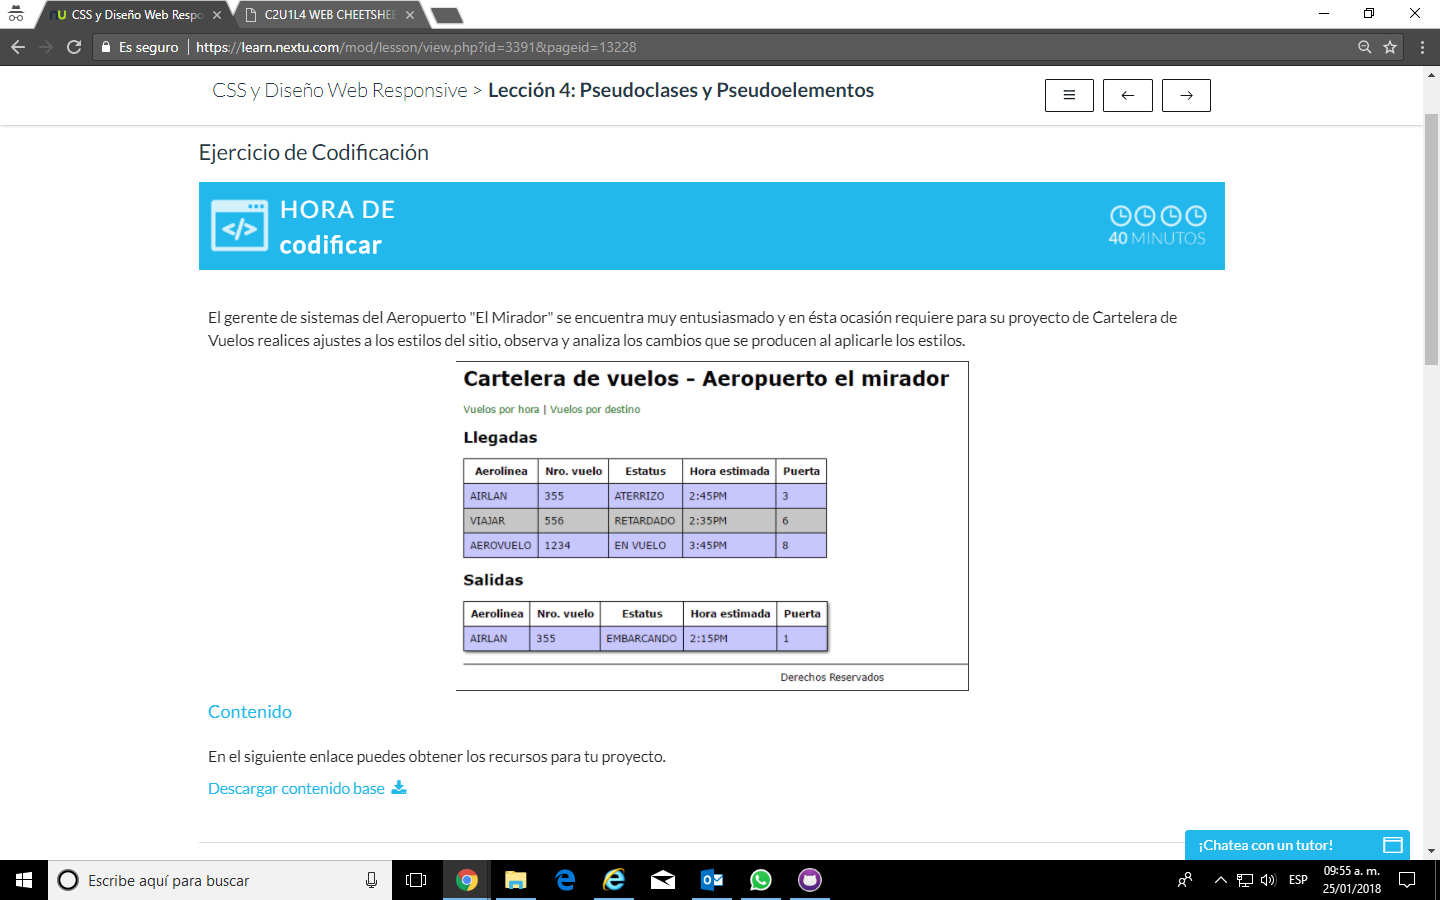 CSS y Diseño Web Respo
C2U1L4 WEB CHEETSHEE
Es seguro
https://learn.nextu.com/mod/lesson/view.php?id=3391&pageid=13228
CSS y Diseño Web Responsive > Lección 4: Pseudoclases y Pseudoelementos
Ejercicio de Codificación
HORA DE
codificar
40 MINUTOS
El gerente de sistemas del Aeropuerto "El Mirador" se encuentra muy entusiasmado y en ésta ocasión requiere para su proyecto de Cartelera de
Vuelos realices ajustes a los estilos del sitio, observa y analiza los cambios que se producen al aplicarle los estilos.
Cartelera de vuelos - Aeropuerto el mirador
Vuelos por hora | Vuelos por destino
Llegadas
Aerolinea Nro. vuelo Estatus Hora estimada Puerta
AIRLAN 355 ATERRIZO 2:45PM 3
VIAJAR 556 RETARDADO 2:35PM 6
AEROVUELO 1234 EN VUELO 3:45PM 8
Salidas
Aerolinea Nro. vuelo Estatus Hora estimada Puerta
AIRLAN 355 EMBARCANDO 2:15PM 1
Derechos Reservados
Contenido
En el siguiente enlace puedes obtener los recursos para tu proyecto.
Descargar contenido base
¡Chatea con un tutor!
Escribe aquí para buscar
ESP
09:55 a. m.
25/01/2018